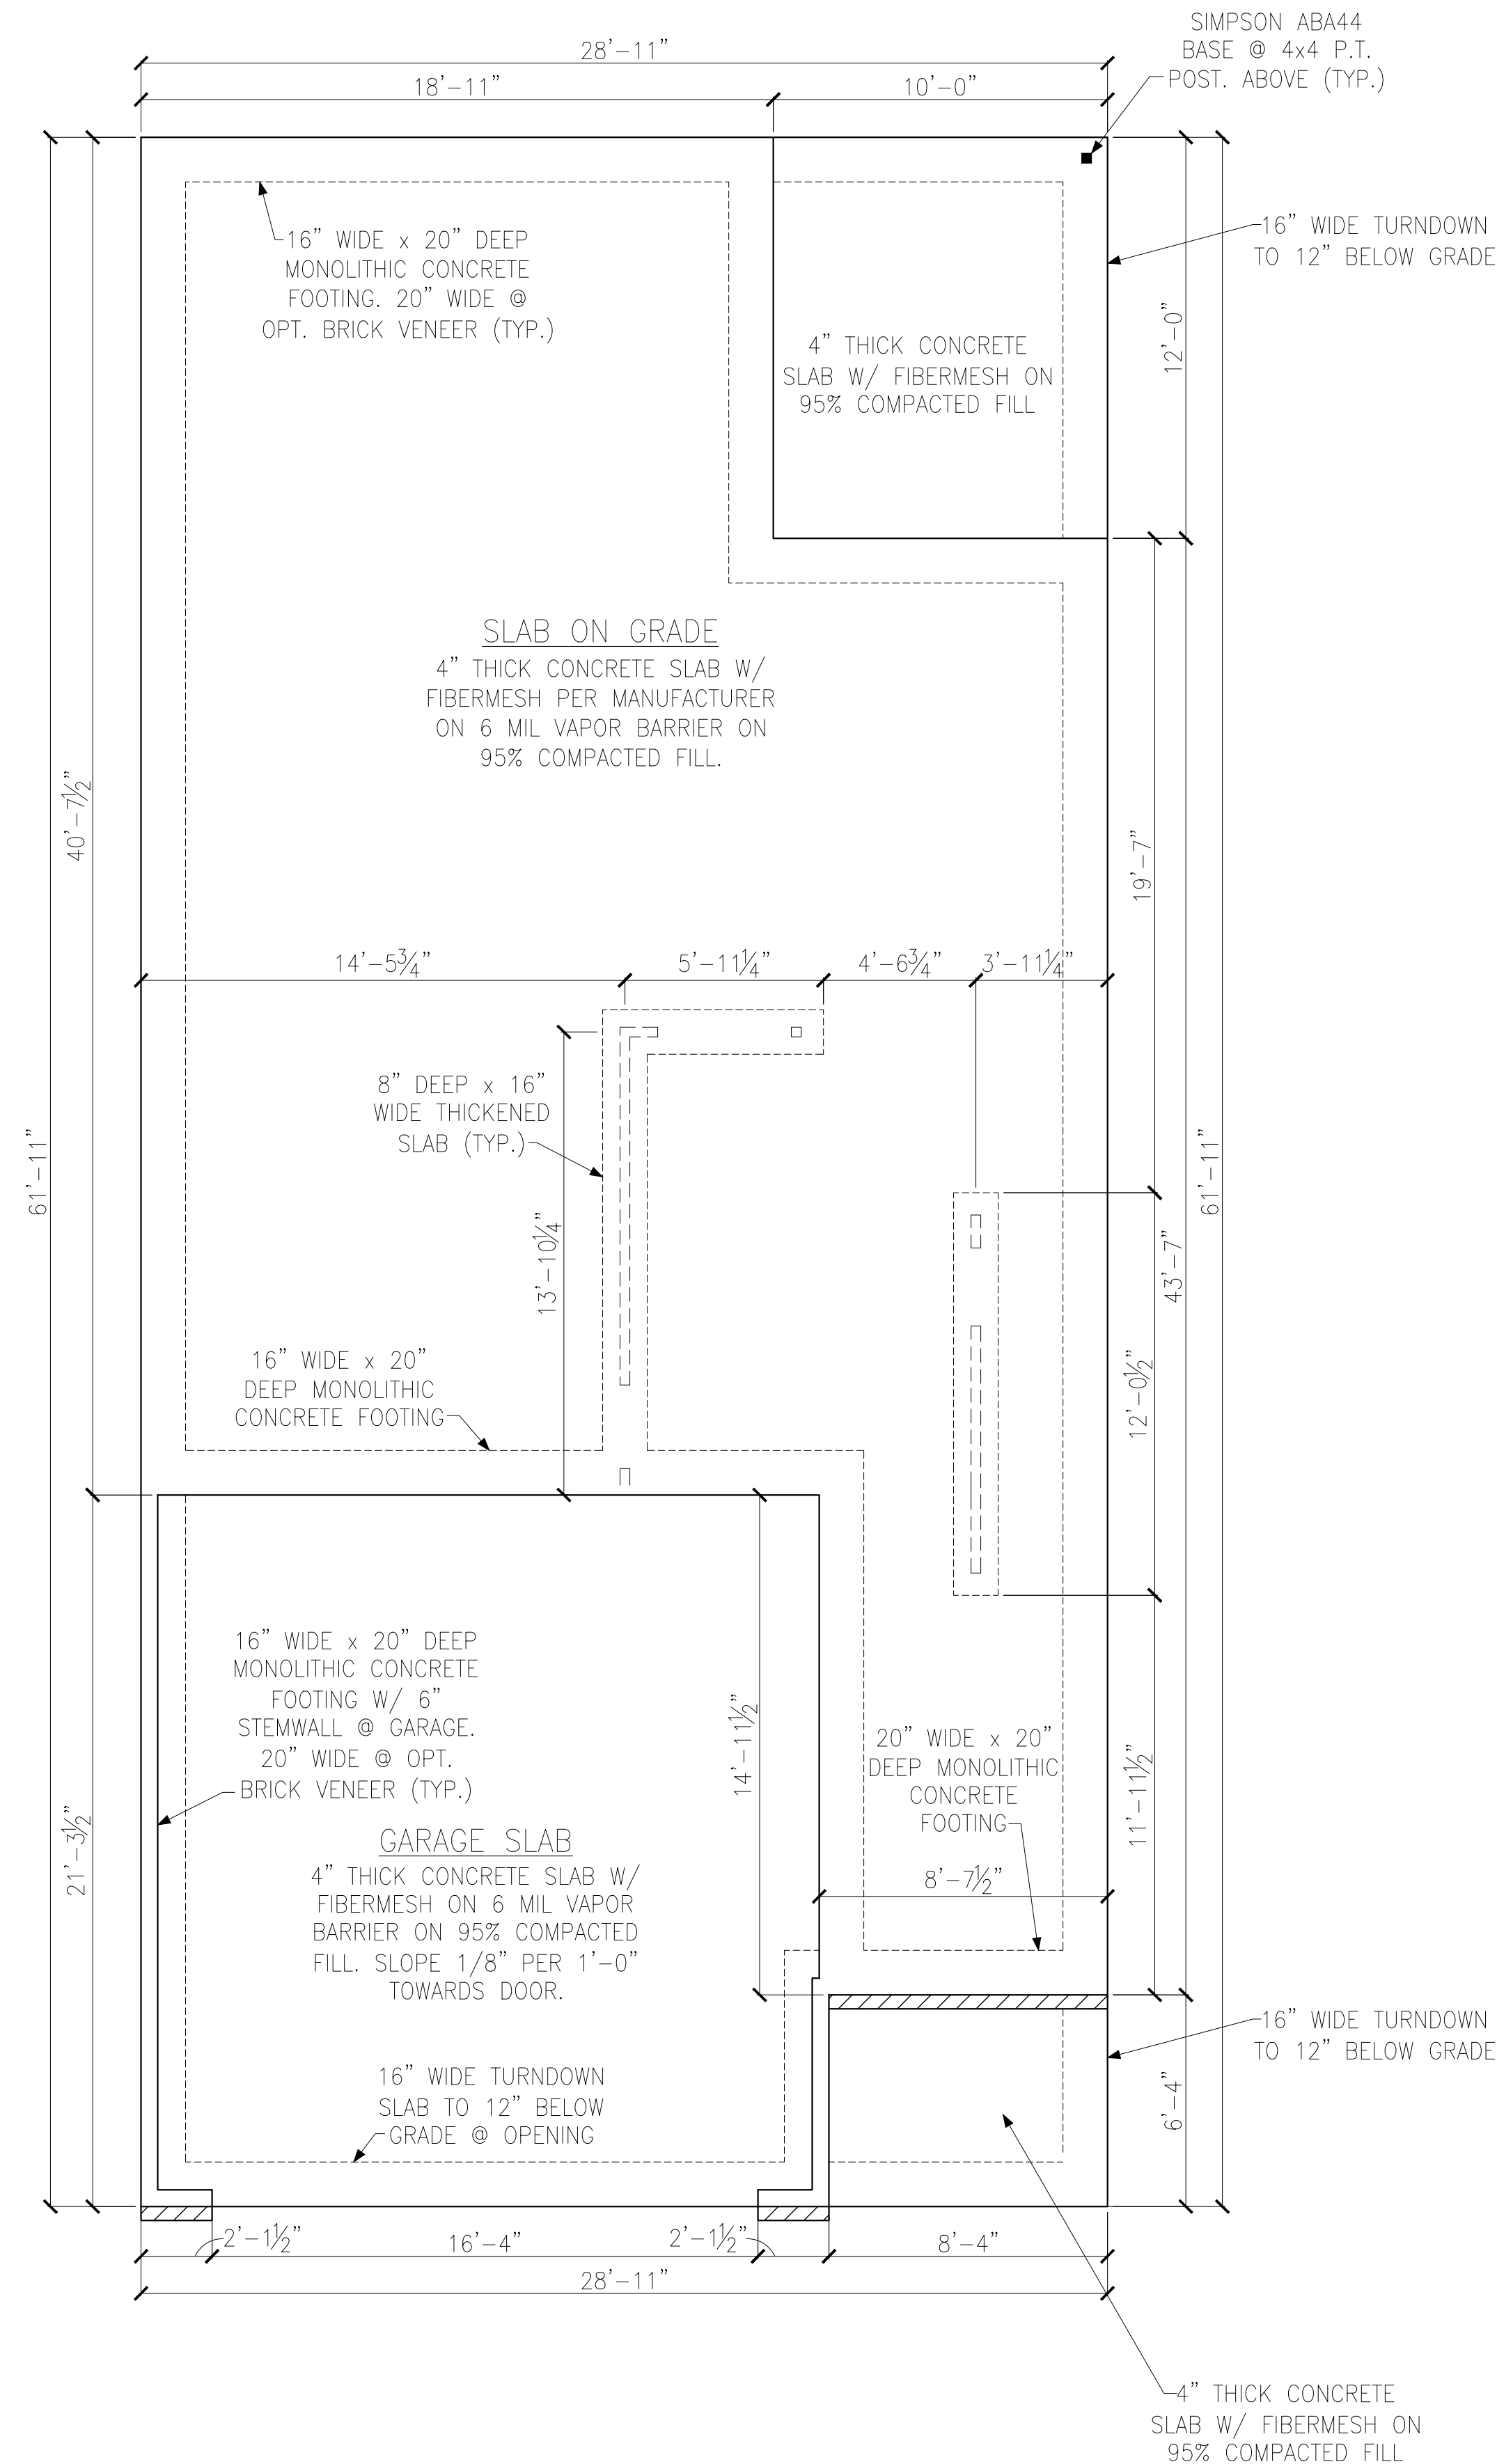 SIMPSON ABA44
BASE @ 4x4 P.T.
POST. ABOVE (TYP.)
28'-11"
18'-11"
10'-0"
16" WIDE TURNDOWN
TO 12" BELOW GRADE
16" WIDE x 20" DEEP
MONOLITHIC CONCRETE
FOOTING. 20" WIDE @
OPT. BRICK VENEER (TYP.)
4" THICK CONCRETE
SLAB W/ FIBERMESH ON
95% COMPACTED FILL
12'-0"
SLAB ON GRADE
4" THICK CONCRETE SLAB W/
FIBERMESH PER MANUFACTURER
ON 6 MIL VAPOR BARRIER ON
95% COMPACTED FILL.
40'-7½"
19'-7"
14'-5¾"
5'-11¼"
4'-6¾"
3'-11¼"
8" DEEP x 16"
WIDE THICKENED
SLAB (TYP.)
61'-11"
61'-11"
13'-10¼"
43'-7"
12'-0½"
16" WIDE x 20"
DEEP MONOLITHIC
CONCRETE FOOTING
16" WIDE x 20" DEEP
MONOLITHIC CONCRETE
FOOTING W/ 6"
STEMWALL @ GARAGE.
20" WIDE @ OPT.
BRICK VENEER (TYP.)
14'-11½"
20" WIDE x 20"
DEEP MONOLITHIC
CONCRETE
FOOTING
11'-11½"
21'-3½"
GARAGE SLAB
4" THICK CONCRETE SLAB W/
FIBERMESH ON 6 MIL VAPOR
BARRIER ON 95% COMPACTED
FILL. SLOPE 1/8" PER 1'-0"
TOWARDS DOOR.
8'-7½"
16" WIDE TURNDOWN
TO 12" BELOW GRADE
16" WIDE TURNDOWN
SLAB TO 12" BELOW
GRADE @ OPENING
6'-4"
2'-1½"
16'-4"
2'-1½"
8'-4"
28'-11"
4" THICK CONCRETE
SLAB W/ FIBERMESH ON
95% COMPACTED FILL